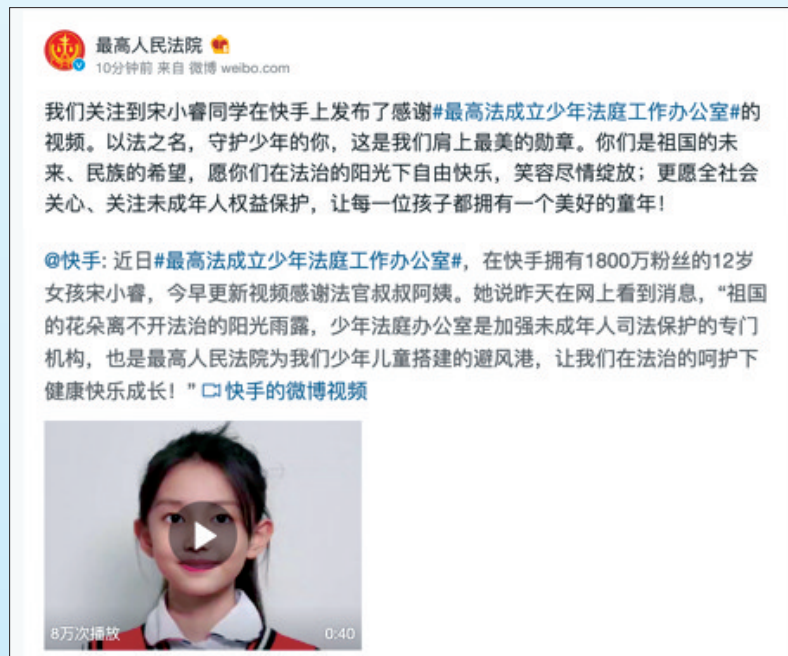 最高人民法院
10分钟前 来自 微博 weibo.com
我们关注到宋小睿同学在快手上发布了感谢#最高法成立少年法庭工作办公室#的
视频。以法之名，守护少年的你，这是我们肩上最美的勋章。你们是祖国的未
来、民族的希望，愿你们在法治的阳光下自由快乐，笑容尽情绽放；更愿全社会
关心、关注未成年人权益保护，让每一位孩子都拥有一个美好的童年！
@快手: 近日#最高法成立少年法庭工作办公室#，在快手拥有1800万粉丝的12岁
女孩宋小睿，今早更新视频感谢法官叔叔阿姨。她说昨天在网上看到消息，“祖国
的花朵离不开法治的阳光雨露，少年法庭办公室是加强未成年人司法保护的专门
机构，也是最高人民法院为我们少年儿童搭建的避风港，让我们在法治的呵护下
健康快乐成长！” 快手的微博视频
8万次播放 0:40